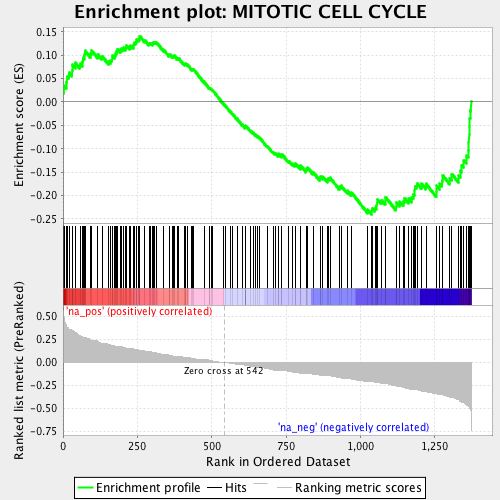 Enrichment plot: MITOTIC CELL CYCLE
Enrichment score (ES)
0.15
0.10
0.05
0.00
-0.05
-0.10
-0.15
-0.20
-0.25
'na_pos' (positively correlated)
Ranked list metric (PreRanked)
0.50
0.25
0.00
-0.25
-0.50
-0.75
Zero cross at 542
'na_neg' (negatively correlated)
0
250
500
750
1,000
1,250
Rank in Ordered Dataset
Enrichment profile
Hits
Ranking metric scores